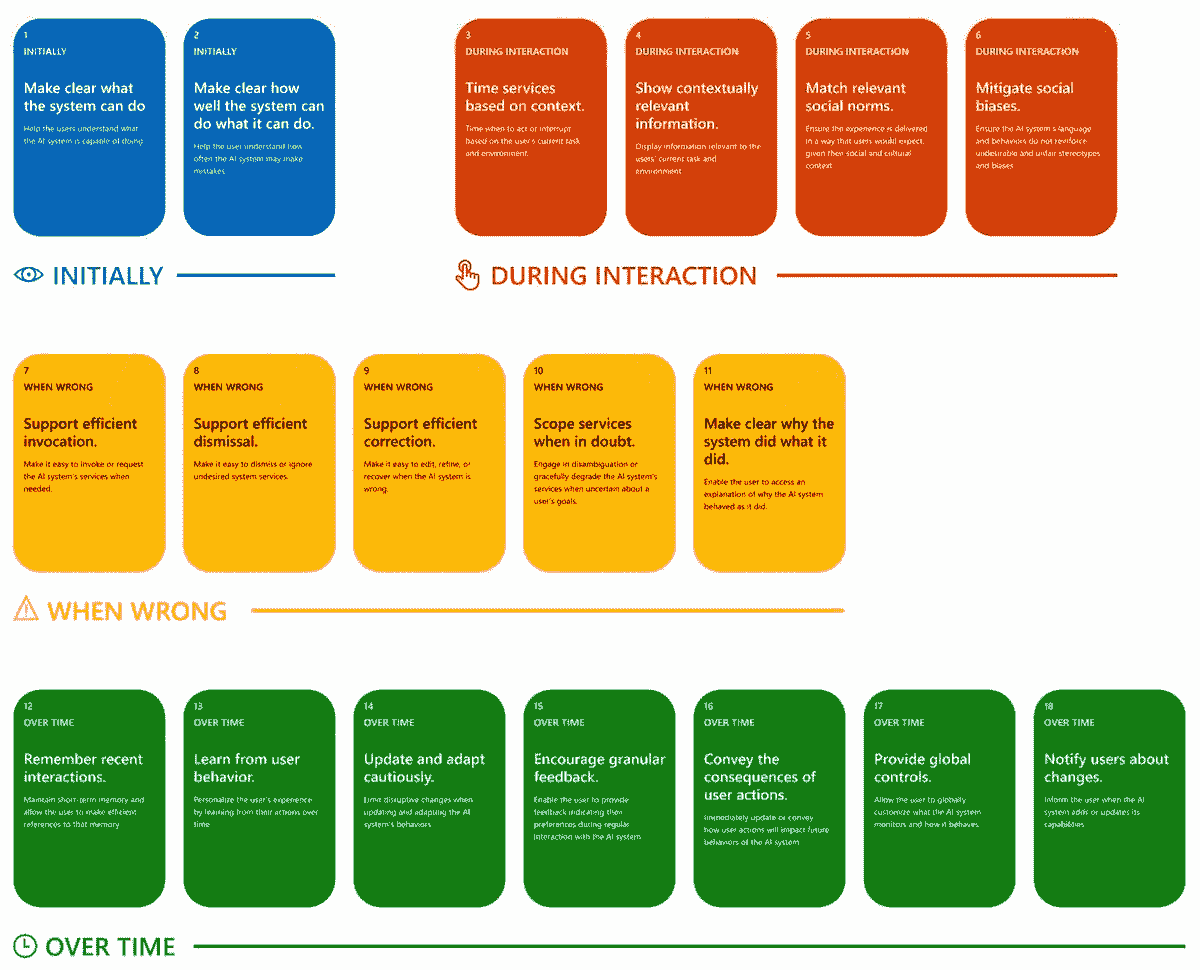 1
INITIALLY
Make clear what
the system can do
Help the users understand what
the AI system is capable of doing
2
INITIALLY
Make clear how
well the system can
do what it can do.
Help the user understand how
often the AI system may make
mistakes
3
DURING INTERACTION
Time services
based on context.
Time when to act or interrupt
based on the user's current task
and environment.
4
DURING INTERACTION
Show contextually
relevant
information.
Display information relevant to the
users' current task and
environment
5
DURING INTERACTION
Match relevant
social norms.
Ensure the experience is delivered
in a way that users would expect,
given their social and cultural
context
6
DURING INTERACTION
Mitigate social
biases.
Ensure the AI system's language
and behaviors do not reinforce
undesirable and unfair stereotypes
and biases
INITIALLY
DURING INTERACTION
7
WHEN WRONG
Support efficient
invocation.
Make it easy to invoke or request
the AI system's services when
needed.
8
WHEN WRONG
Support efficient
dismissal.
Make it easy to dismiss or ignore
undesired system services.
9
WHEN WRONG
Support efficient
correction.
Make it easy to edit, refine, or
recover when the AI system is
wrong.
10
WHEN WRONG
Scope services
when in doubt.
Engage in disambiguation or
gracefully degrade the AI system's
services when uncertain about a
user's goals.
11
WHEN WRONG
Make clear why the
system did what it
did.
Enable the user to access an
explanation of why the AI system
behaved as it did.
WHEN WRONG
12
OVER TIME
Remember recent
interactions.
Maintain short-term memory and
allow the user to make efficient
references to that memory
13
OVER TIME
Learn from user
behavior.
Personalize the user's experience
by learning from their actions over
time
14
OVER TIME
Update and adapt
cautiously.
Limit disruptive changes when
updating and adapting the AI
system's behaviors
15
OVER TIME
Encourage granular
feedback.
Enable the user to provide
feedback indicating their
preferences during regular
interaction with the AI system
16
OVER TIME
Convey the
consequences of
user actions.
Immediately update or convey
how user actions will impact future
behaviors of the AI system
17
OVER TIME
Provide global
controls.
Allow the user to globally
customize what the AI system
monitors and how it behaves
18
OVER TIME
Notify users about
changes.
Inform the user when the AI
system adds or updates its
capabilities
OVER TIME